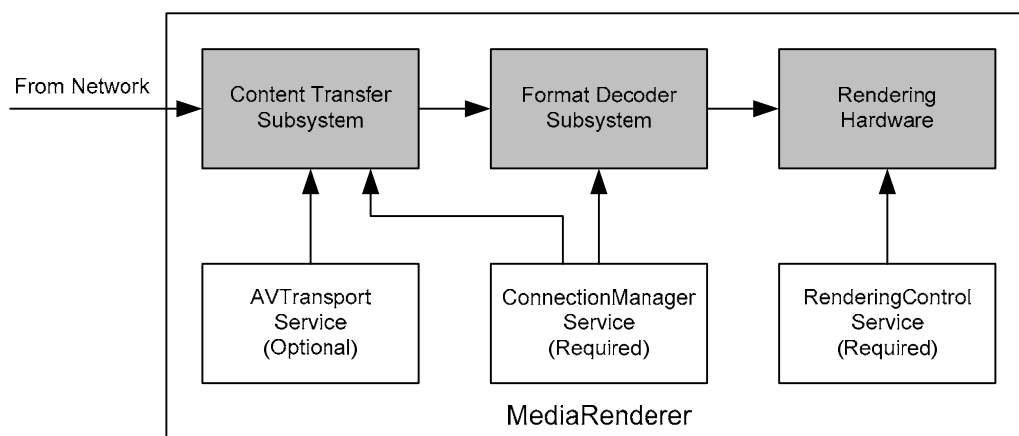 From Network
Content Transfer
Subsystem
Format Decoder
Subsystem
Rendering
Hardware
AVTransport
Service
(Optional)
ConnectionManager
Service
(Required)
RenderingControl
Service
(Required)
MediaRenderer